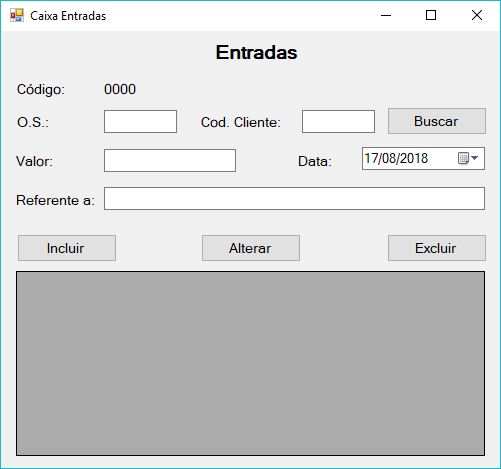 Caixa Entradas
Entradas
Código: 0000
O.S.: Cod. Cliente: Buscar
Valor: Data: 17/08/2018
Referente a:
Incluir Alterar Excluir